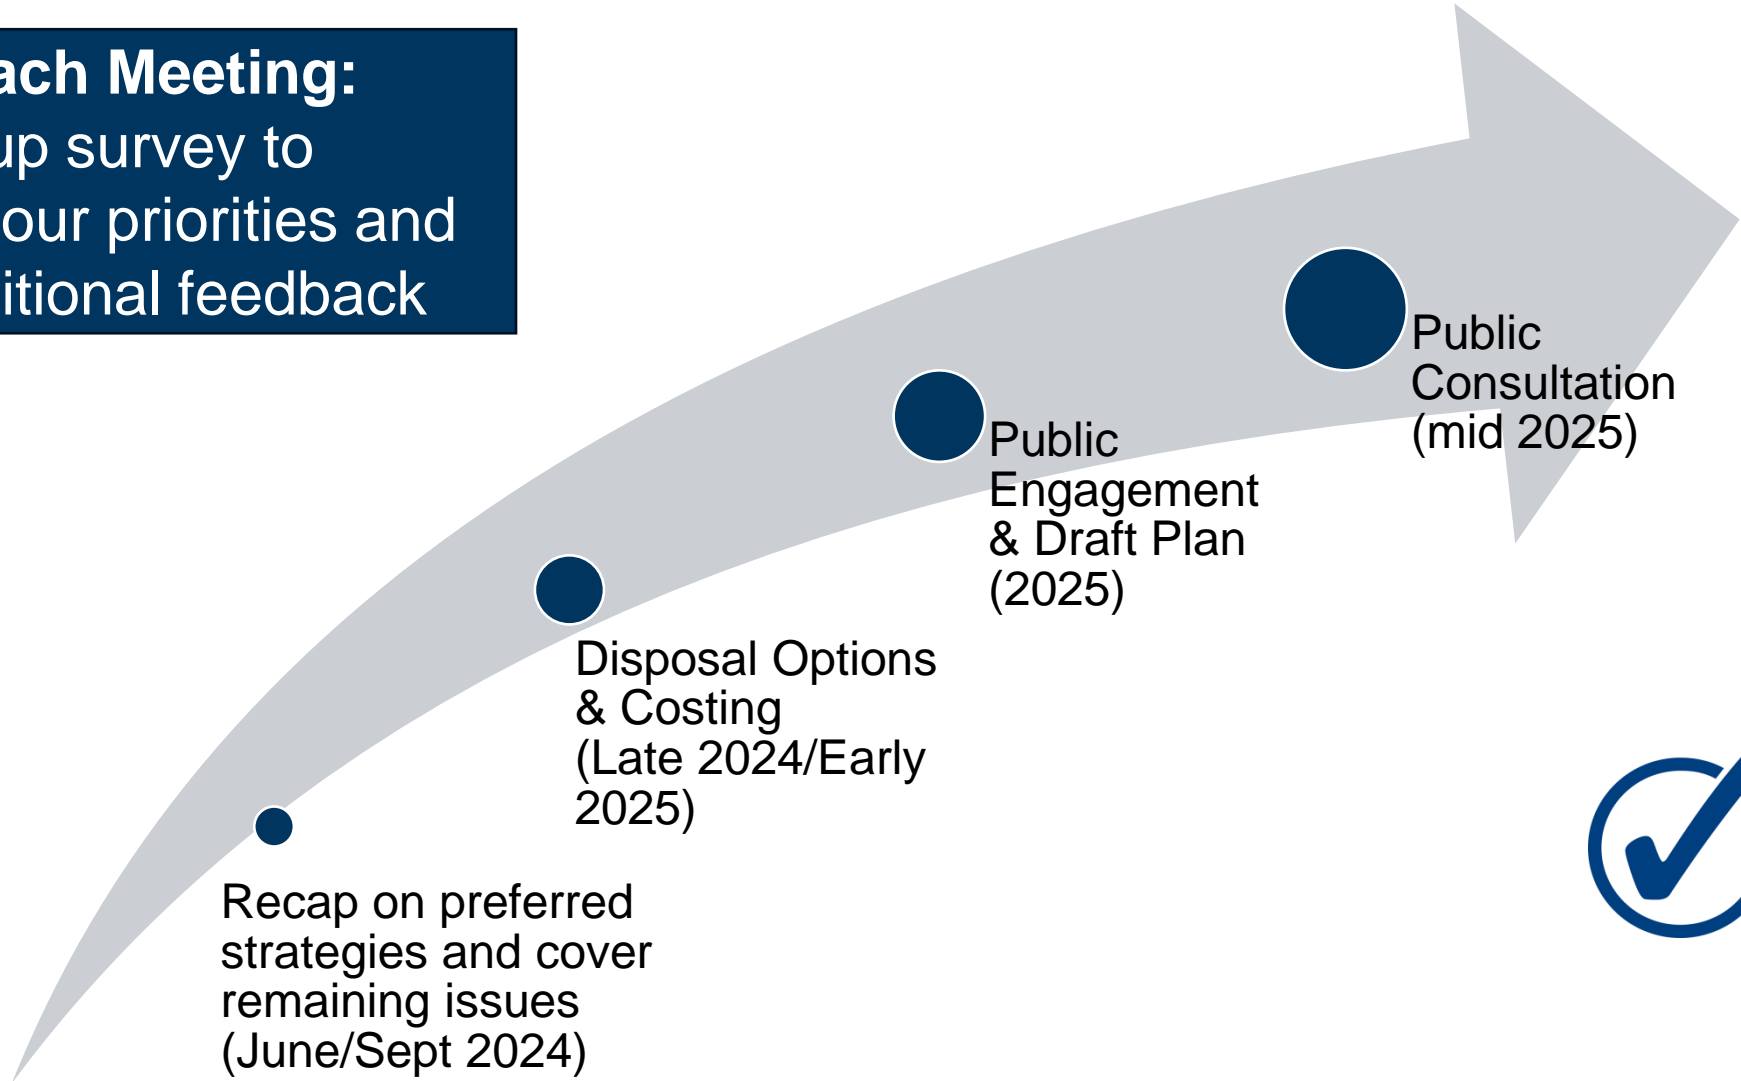 ach Meeting:
up survey to
our priorities and
itional feedback
Public
Consultation
(mid 2025)
Public
Engagement
& Draft Plan
(2025)
Disposal Options
& Costing
(Late 2024/Early
2025)
Recap on preferred
strategies and cover
remaining issues
(June/Sept 2024)